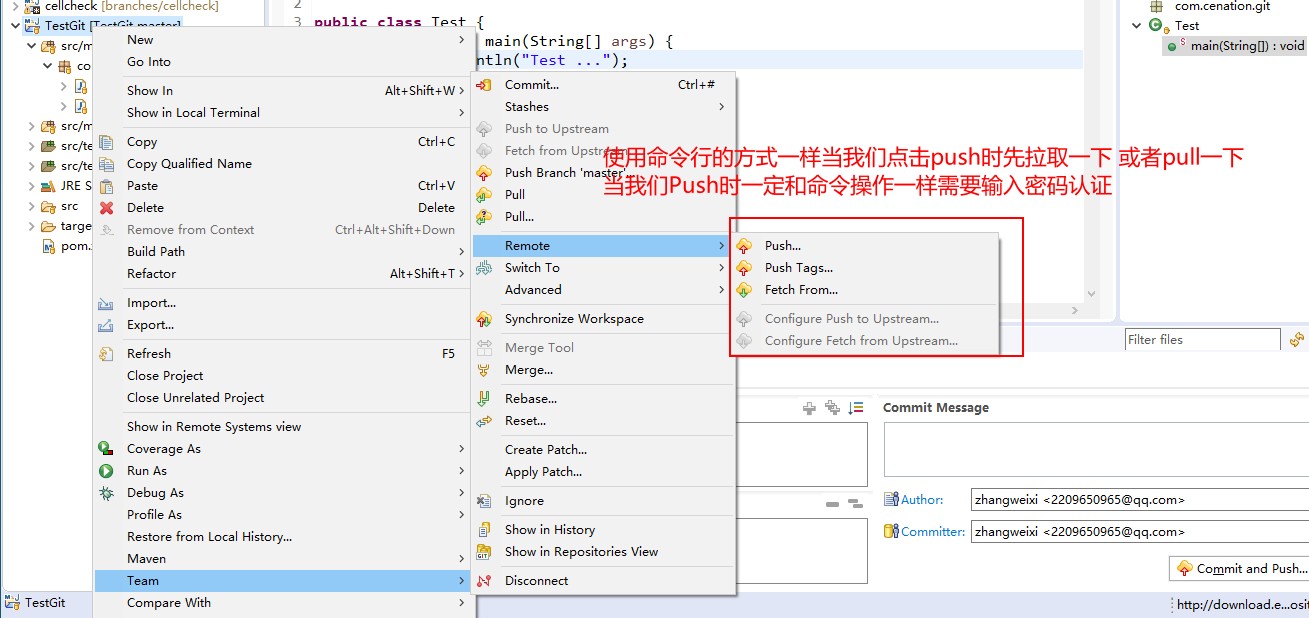 cellcheck [branches/cellcheck]
TestGit [TestGit master]
src/m
co
src/m
src/te
src/te
JRE S
src
targe
pom.
TestGit
2
3 public class Test {
main(String[] args) {
ntln("Test ...");
New
Go Into
Show In Alt+Shift+W
Show in Local Terminal
Copy Ctrl+C
Copy Qualified Name
Paste Ctrl+V
Delete Delete
Remove from Context Ctrl+Alt+Shift+Down
Build Path
Refactor Alt+Shift+T
Import...
Export...
Refresh F5
Close Project
Close Unrelated Project
Show in Remote Systems view
Coverage As
Run As
Debug As
Profile As
Restore from Local History...
Maven
Team
Compare With
Commit... Ctrl+#
Stashes
Push to Upstream
Fetch from Upstream
Push Branch 'master'...
Pull
Pull...
Remote
Switch To
Advanced
Synchronize Workspace
Merge Tool
Merge...
Rebase...
Reset...
Create Patch...
Apply Patch...
Ignore
Show in History
Show in Repositories View
Disconnect
使用命令行的方式一样当我们点击push时先拉取一下 或者pull一下
当我们Push时一定和命令操作一样需要输入密码认证
Push...
Push Tags...
Fetch From...
Configure Push to Upstream...
Configure Fetch from Upstream...
com.cenation.git
Test
main(String[]) : void
Filter files
Commit Message
Author: zhangweixi <2209650965@qq.com>
Committer: zhangweixi <2209650965@qq.com>
Commit and Push...
http://download.e...osit